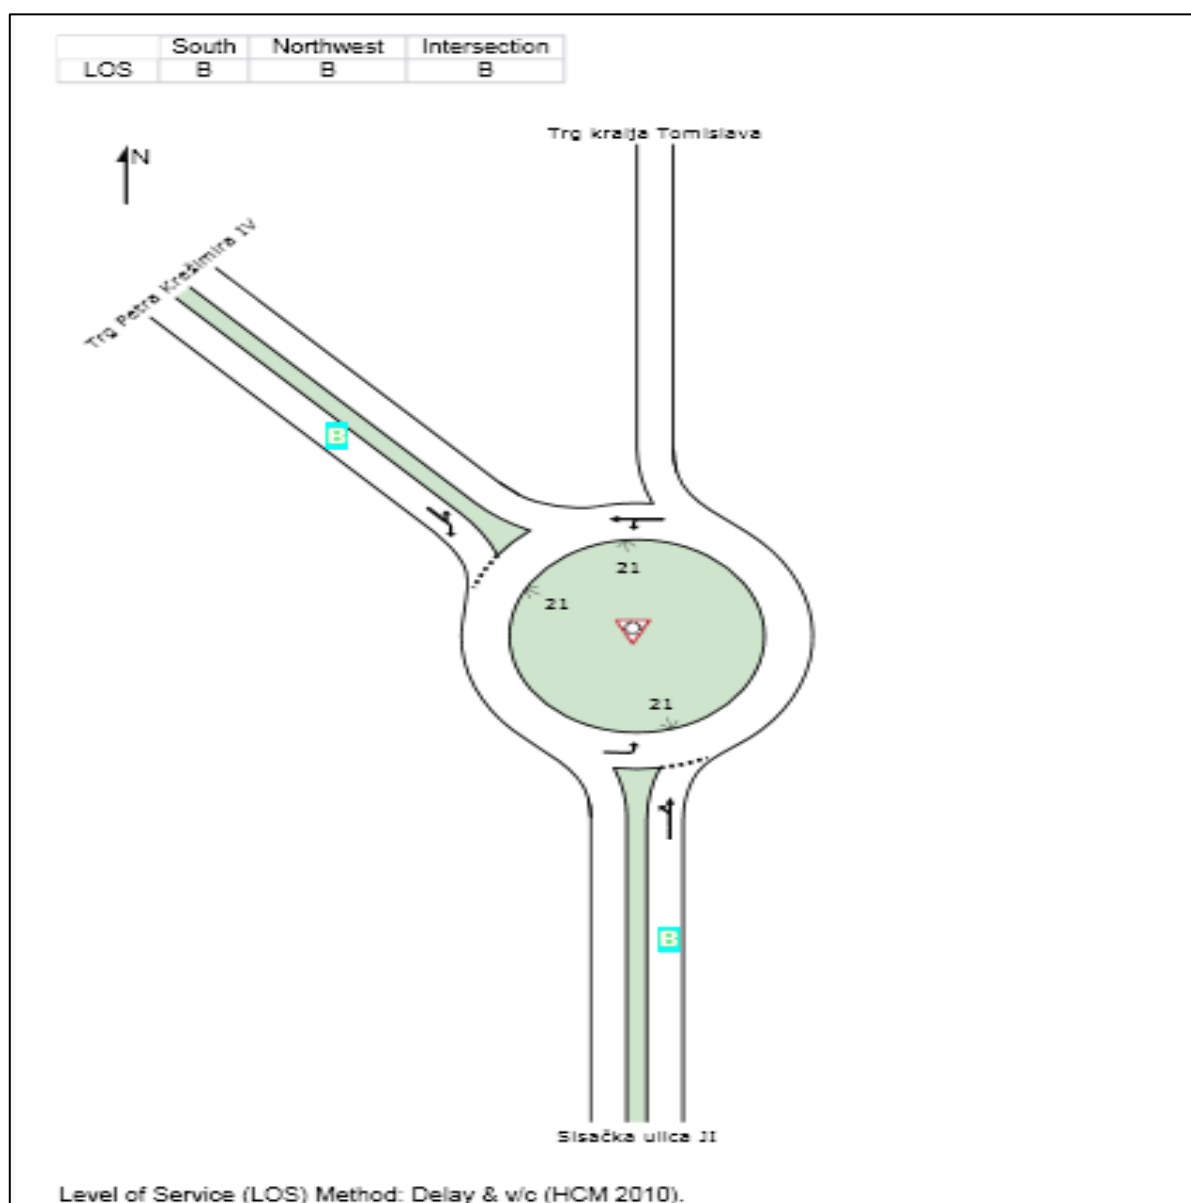 South Northwest Intersection
LOS B B B
Trg kralja Tomislava
N
Trg Petra Krešimira IV
B
21
21
21
B
Sisačka ulica JI
Level of Service (LOS) Method: Delay & v/c (HCM 2010).